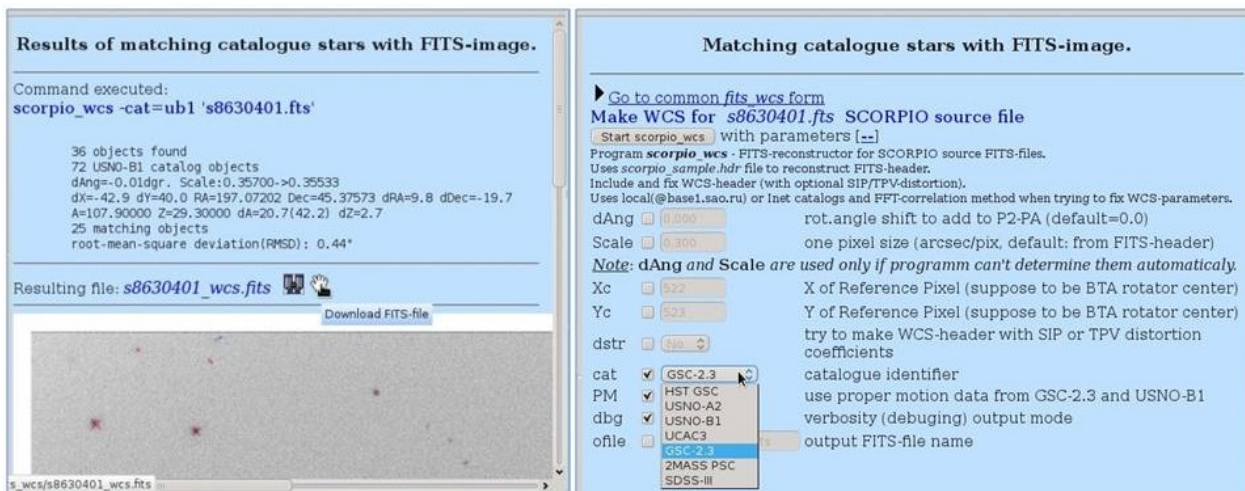 Results of matching catalogue stars with FITS-image.
Command executed:
scorpio_wcs -cat=ub1 's8630401.fts'
36 objects found
72 USNO-B1 catalog objects
dAng=-0.01dgr. Scale:0.35700->0.35533
dX=-42.9 dY=40.0 RA=197.07202 Dec=45.37573 dRA=9.8 dDec=-19.7
A=107.90000 Z=29.30000 dA=20.7(42.2) dZ=2.7
25 matching objects
root-mean-square deviation(RMSD): 0.44"
Resulting file: s8630401_wcs.fits
Download FITS-file
s_wcs/s8630401_wcs.fits
Matching catalogue stars with FITS-image.
Go to common fits_wcs form
Make WCS for s8630401.fts SCORPIO source file
Start scorpio_wcs with parameters [--]
Program scorpio_wcs - FITS-reconstructor for SCORPIO source FITS-files.
Uses scorpio_sample.hdr file to reconstruct FITS-header.
Include and fix WCS-header (with optional SIP/TPV-distortion).
Uses local(@base1.sao.ru) or Inet catalogs and FFT-correlation method when trying to fix WCS-parameters.
dAng 0.000 rot.angle shift to add to P2-PA (default=0.0)
Scale 0.300 one pixel size (arcsec/pix, default: from FITS-header)
Note: dAng and Scale are used only if programm can't determine them automaticaly.
Xc 522 X of Reference Pixel (suppose to be BTA rotator center)
Yc 523 Y of Reference Pixel (suppose to be BTA rotator center)
dstr No try to make WCS-header with SIP or TPV distortion
coefficients
cat GSC-2.3 catalogue identifier
PM use proper motion data from GSC-2.3 and USNO-B1
dbg verbosity (debuging) output mode
ofile output FITS-file name
HST GSC
USNO-A2
USNO-B1
UCAC3
GSC-2.3
2MASS PSC
SDSS-III